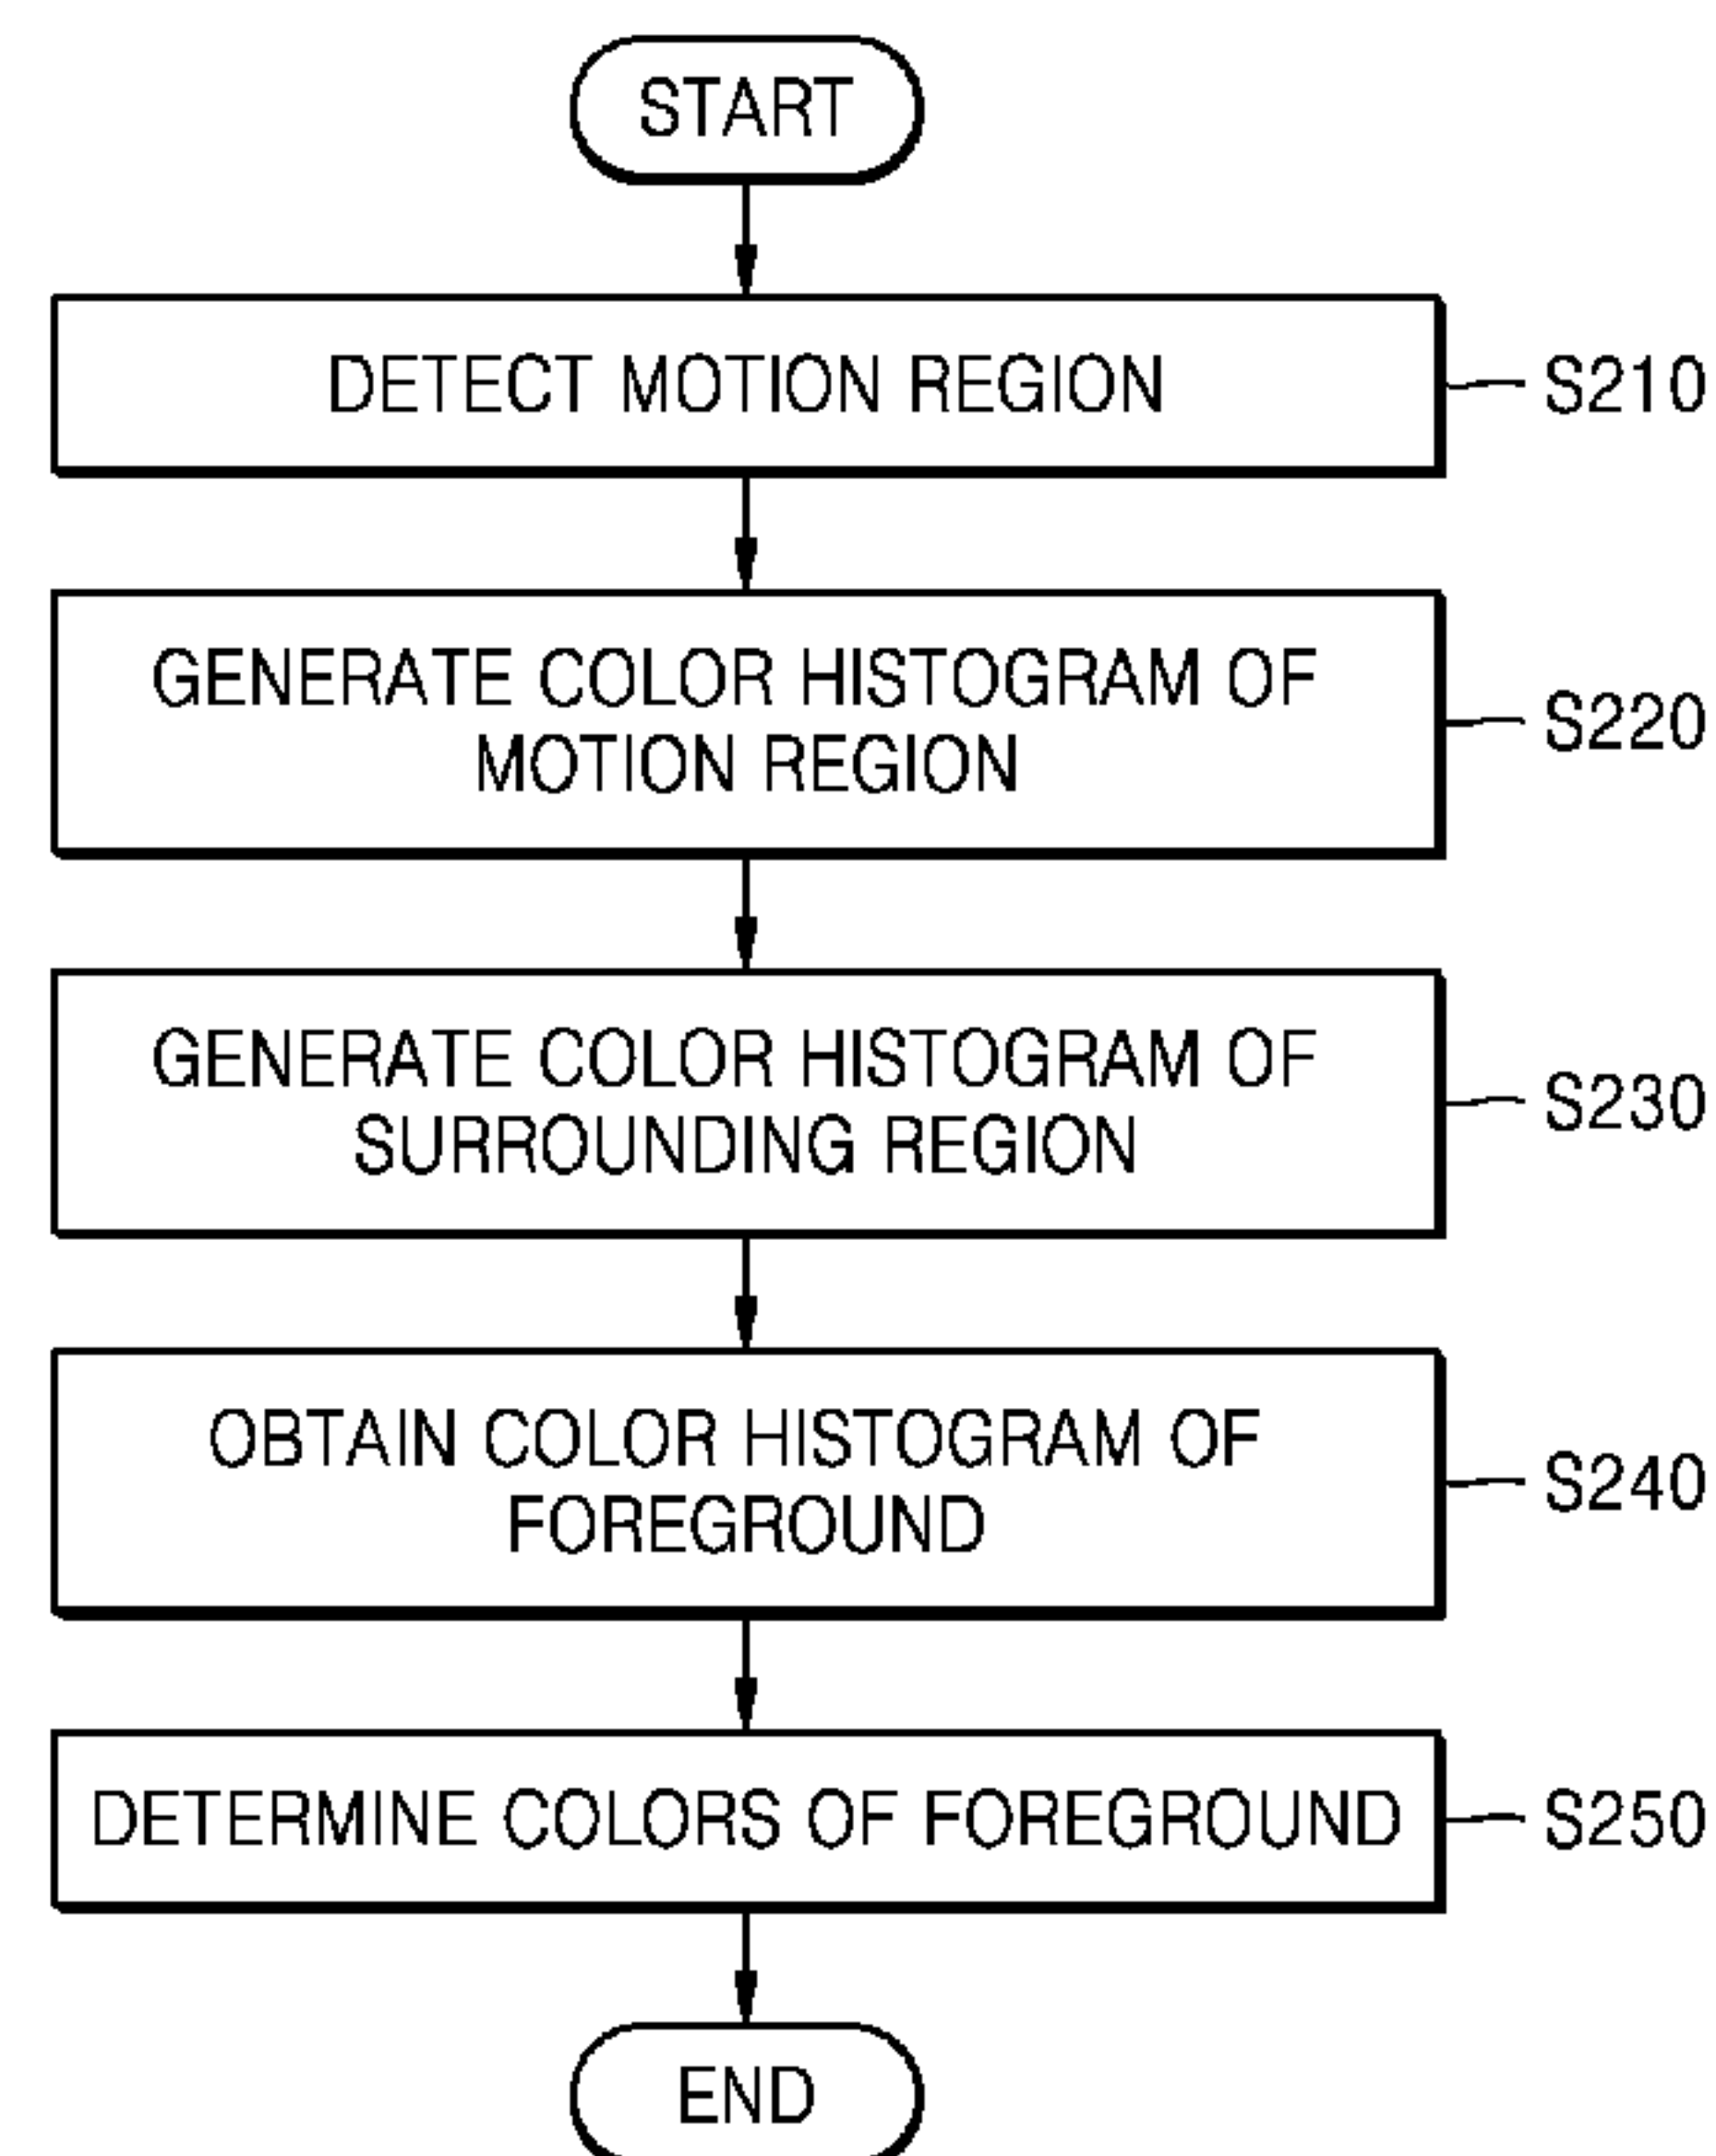 START
DETECT MOTION REGION
S210
GENERATE COLOR HISTOGRAM OF
MOTION REGION
S220
GENERATE COLOR HISTOGRAM OF
SURROUNDING REGION
S230
OBTAIN COLOR HISTOGRAM OF
FOREGROUND
S240
DETERMINE COLORS OF FOREGROUND
S250
END